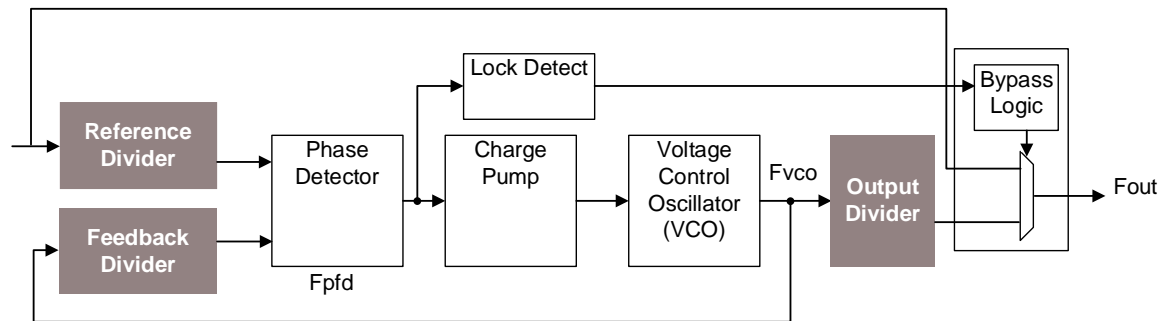 Lock Detect
Bypass
Logic
Reference
Divider
Phase
Detector
Charge
Pump
Voltage
Control
Oscillator
(VCO)
Fvco
Output
Divider
Fout
Feedback
Divider
Fpfd